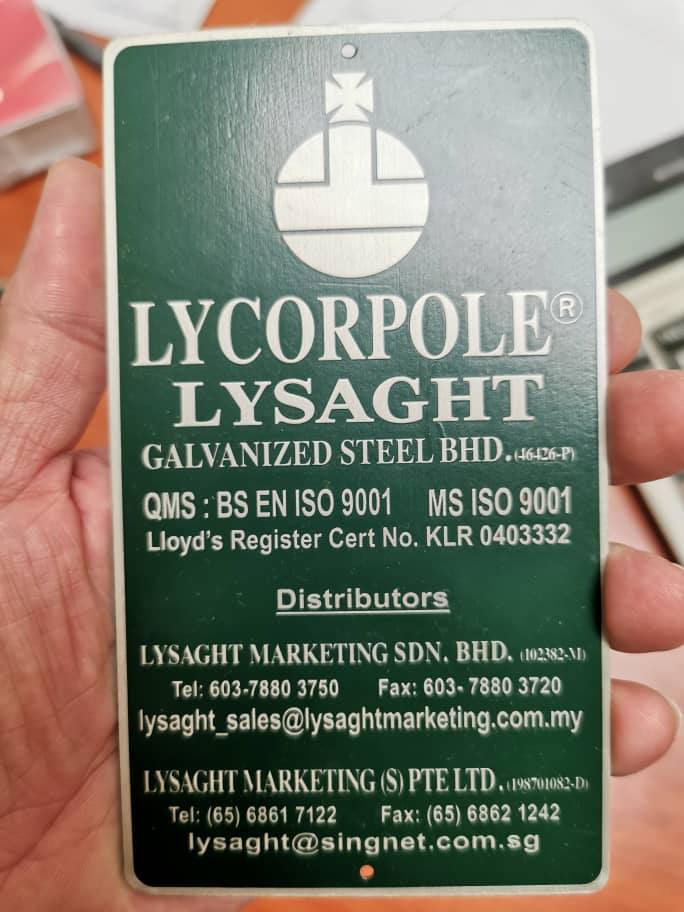 LYCORPOLE®
LYSAGHT
GALVANIZED STEEL BHD. (46426-P)
QMS : BS EN ISO 9001 MS ISO 9001
Lloyd's Register Cert No. KLR 0403332
Distributors
LYSAGHT MARKETING SDN. BHD. (102382-M)
Tel: 603-7880 3750 Fax: 603- 7880 3720
lysaght_sales@lysaghtmarketing.com.my
LYSAGHT MARKETING (S) PTE LTD. (198701082-D)
Tel: (65) 6861 7122 Fax: (65) 6862 1242
lysaght@singnet.com.sg